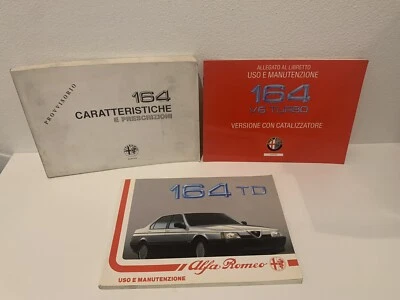 PROVVISORIO
164
CARATTERISTICHE
E PRESCRIZIONI
ALLEGATO AL LIBRETTO
USO E MANUTENZIONE
164
V6 TURBO
VERSIONE CON CATALIZZATORE
164 TD
Alfa Romeo
USO E MANUTENZIONE